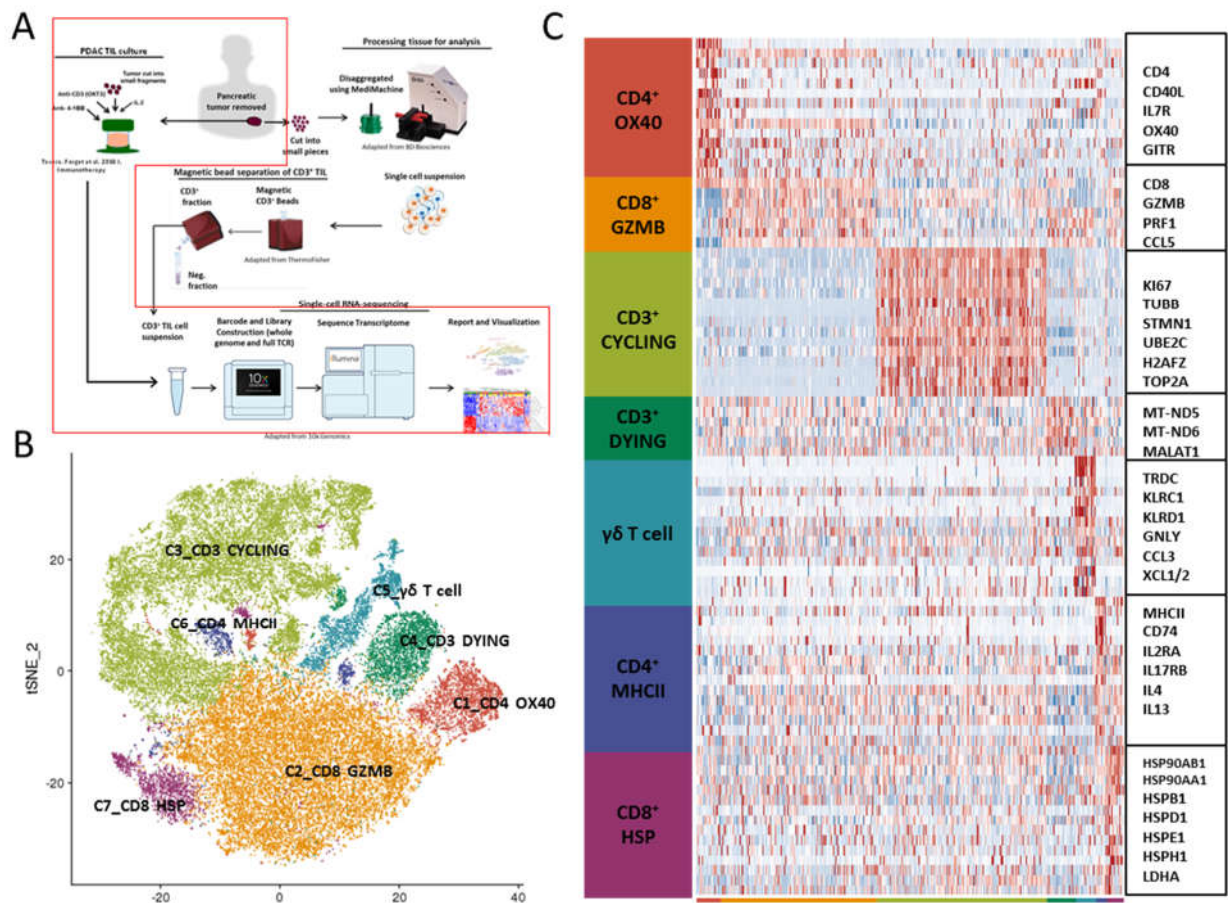 A
PDAC TIL culture
Tumor cut into
small fragments
Anti-CD3 (OKT3)
IL-2
Anti- 4-1BB
Pancreatic
tumor removed
Cut into
small pieces
Processing tissue for analysis
Disaggregated
using MediMachine
Adapted from BD Biosciences
Immunotherapy
Magnetic bead separation of CD3⁺ TIL
CD3⁺
fraction
Magnetic
CD3⁺ Beads
Single cell suspension
Adapted from ThermoFisher
Neg.
fraction
Single-cell RNA-sequencing
CD3⁺ TIL cell
suspension
Barcode and Library
Construction (whole
genome and full TCR)
Sequence Transcriptome
Report and Visualization
illumina
10x
Adapted from 10x Genomics
B
tSNE_2
20
0
-20
-20
0
20
40
C3_CD3 CYCLING
C5_γδ T cell
C6_CD4 MHCII
C4_CD3 DYING
C1_CD4 OX40
C2_CD8 GZMB
C7_CD8 HSP
C
CD4⁺
OX40
CD4
CD40L
IL7R
OX40
GITR
CD8⁺
GZMB
CD8
GZMB
PRF1
CCL5
CD3⁺
CYCLING
KI67
TUBB
STMN1
UBE2C
H2AFZ
TOP2A
CD3⁺
DYING
MT-ND5
MT-ND6
MALAT1
γδ T cell
TRDC
KLRC1
KLRD1
GNLY
CCL3
XCL1/2
CD4⁺
MHCII
MHCII
CD74
IL2RA
IL17RB
IL4
IL13
CD8⁺
HSP
HSP90AB1
HSP90AA1
HSPB1
HSPD1
HSPE1
HSPH1
LDHA